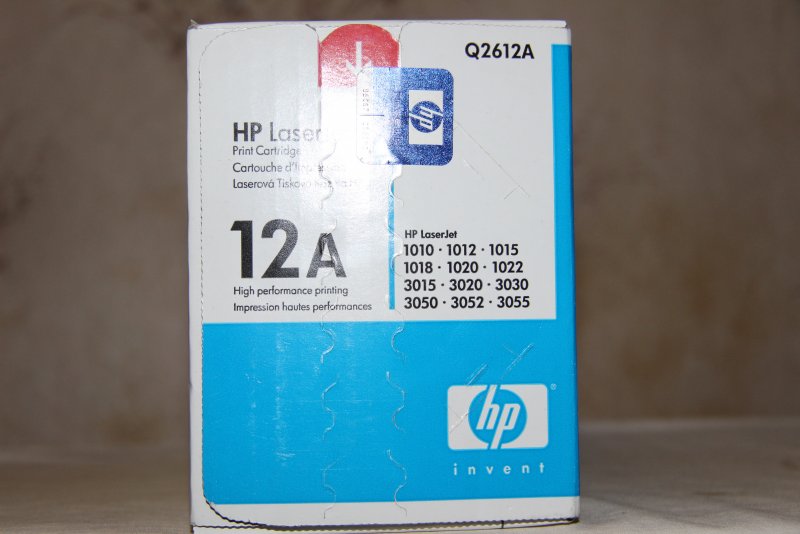 Q2612A
HP Laser
Print Cartridge
Cartouche d'
Laserová
12A
High performance printing
Impression hautes performances
HP LaserJet
1010 · 1012 · 1015
1018 · 1020 · 1022
3015 · 3020 · 3030
3050 · 3052 · 3055
hp
hp
®
invent